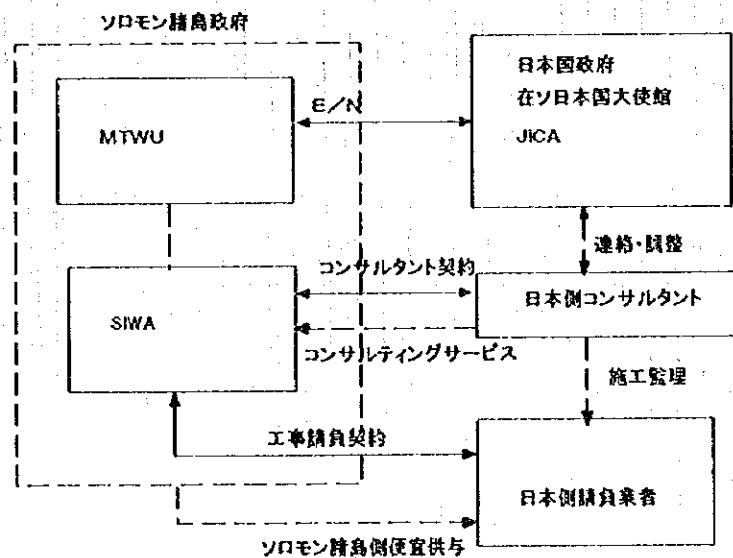 ソロモン諸島政府
MTWU
E/N
日本国政府
在ソ日本国大使館
JICA
連絡・調整
コンサルタント契約
SIWA
日本側コンサルタント
コンサルティングサービス
施工監理
工事請負契約
日本側請負業者
ソロモン諸島側便宜供与